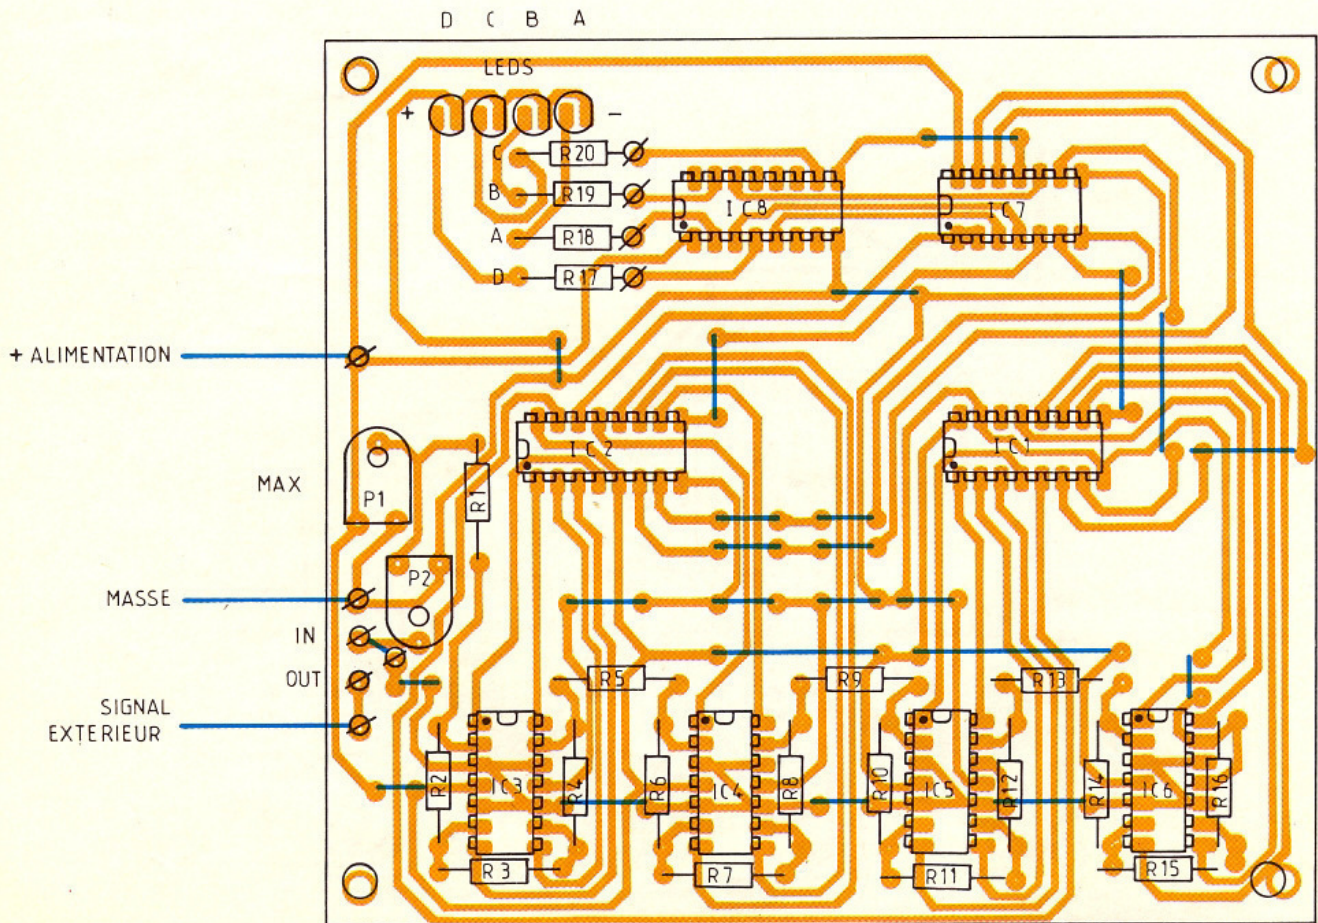 D C B A
LEDS
+ -
C R20
B R19
A R18
D R17
IC8
IC7
+ ALIMENTATION
IC2
IC1
MAX
P1
R1
P2
MASSE
IN
OUT
SIGNAL
EXTERIEUR
R5
R9
R13
R2
IC3
R4
R6
IC4
R8
R10
IC5
R12
R14
IC6
R16
R3
R7
R11
R15